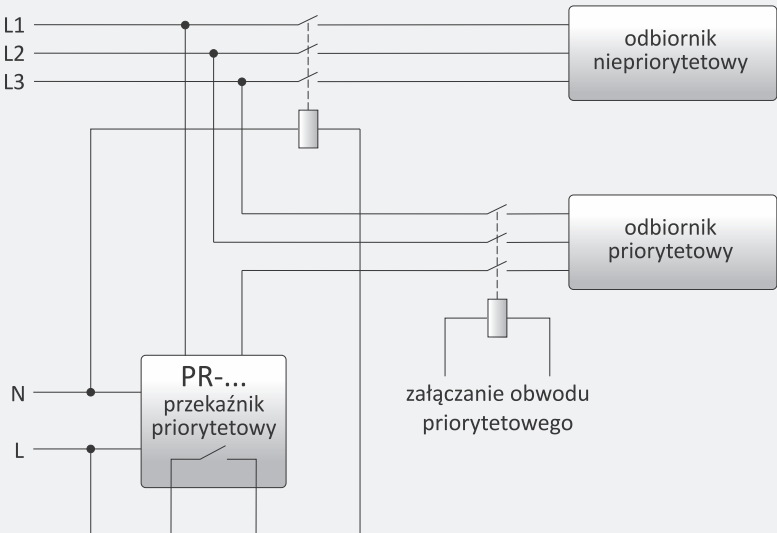 L1
L2
L3
odbiornik
niepriorytetowy
odbiornik
priorytetowy
PR-...
przekaźnik
priorytetowy
N
L
załączanie obwodu
priorytetowego